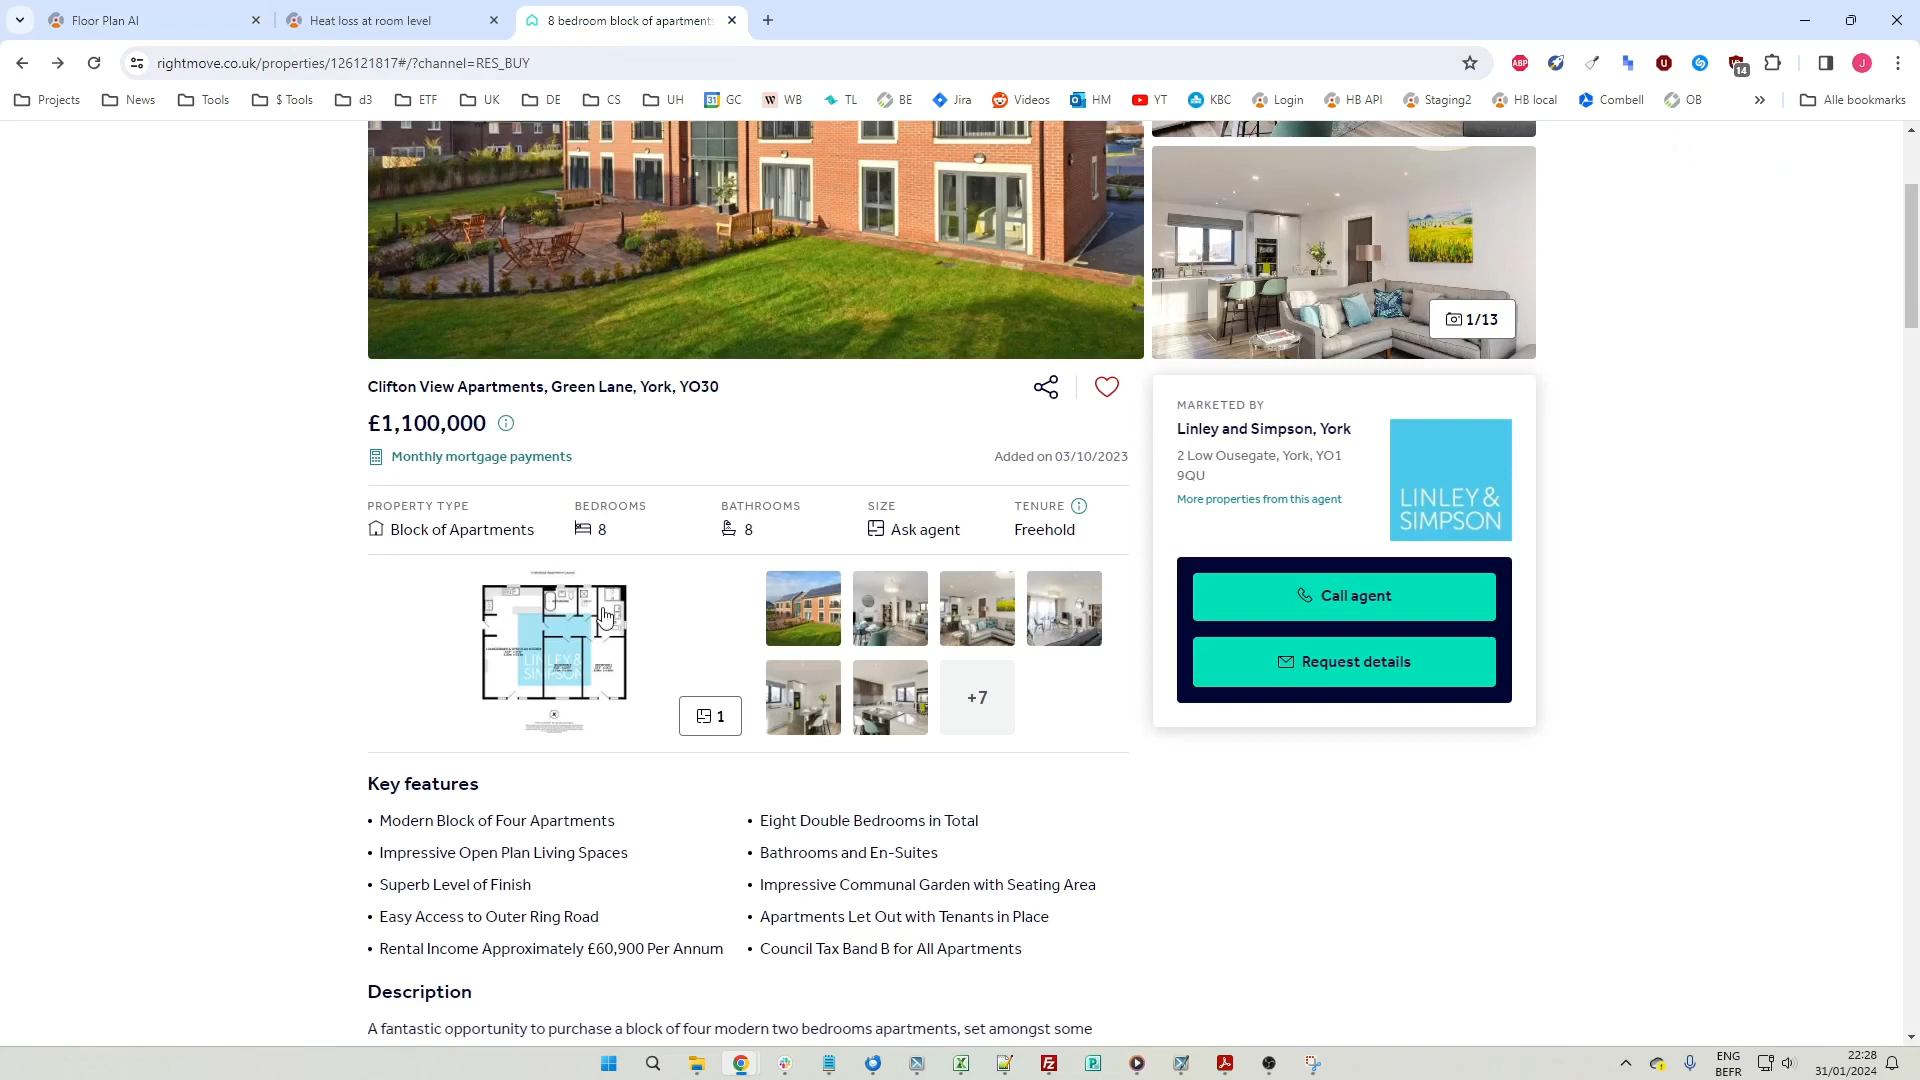 Floor Plan AI
Heat loss at room level
8 bedroom block of apartments
rightmove.co.uk/properties/126121817#/?channel=RES_BUY
ABP
14
J
Projects
News
Tools
$ Tools
d3
ETF
UK
DE
CS
UH
31 GC
W WB
TL
BE
Jira
Videos
HM
YT
KBC
Login
HB API
Staging2
HB local
Combell
OB
Alle bookmarks
1/13
Clifton View Apartments, Green Lane, York, YO30
£1,100,000
Monthly mortgage payments
Added on 03/10/2023
PROPERTY TYPE
BEDROOMS
BATHROOMS
SIZE
TENURE
Block of Apartments
8
8
Ask agent
Freehold
LINLEY &
SIMPSON
1
+7
MARKETED BY
Linley and Simpson, York
2 Low Ousegate, York, YO1
9QU
More properties from this agent
LINLEY &
SIMPSON
Call agent
Request details
Key features
• Modern Block of Four Apartments
• Eight Double Bedrooms in Total
• Impressive Open Plan Living Spaces
• Bathrooms and En-Suites
• Superb Level of Finish
• Impressive Communal Garden with Seating Area
• Easy Access to Outer Ring Road
• Apartments Let Out with Tenants in Place
• Rental Income Approximately £60,900 Per Annum
• Council Tax Band B for All Apartments
Description
A fantastic opportunity to purchase a block of four modern two bedrooms apartments, set amongst some
ENG
BEFR
22:28
31/01/2024